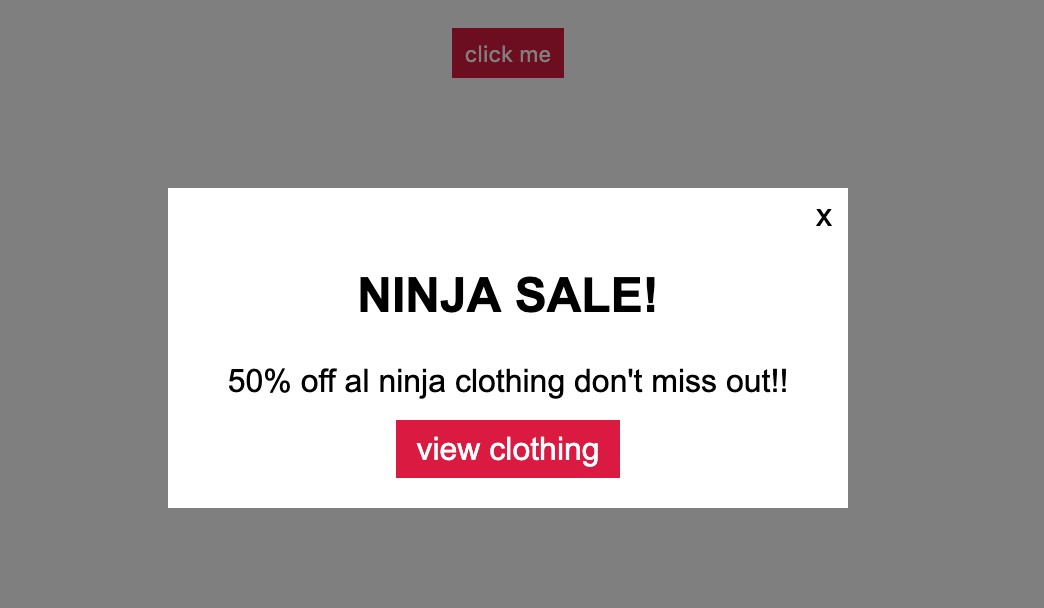 click me
X
NINJA SALE!
50% off al ninja clothing don't miss out!!
view clothing